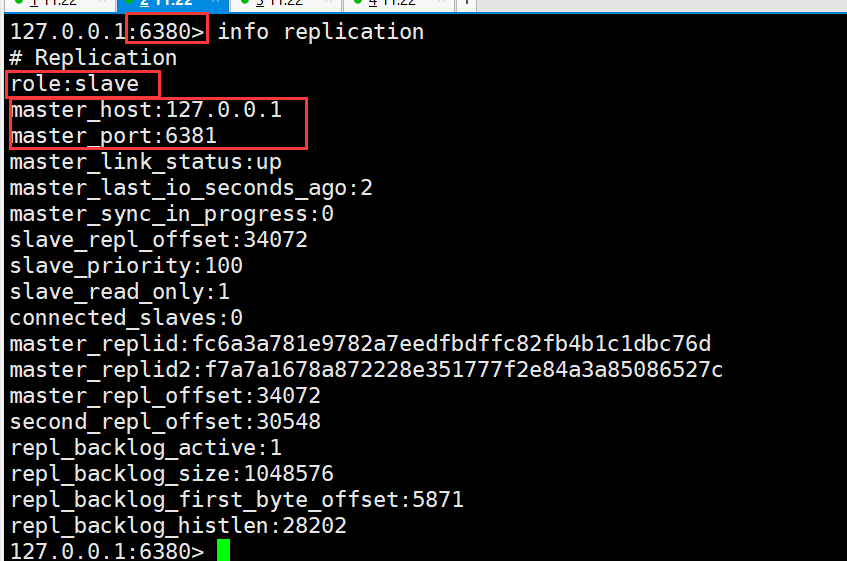 1 11.22 2 11.22 3 11.22 4 11.22 +
127.0.0.1:6380> info replication
# Replication
role:slave
master_host:127.0.0.1
master_port:6381
master_link_status:up
master_last_io_seconds_ago:2
master_sync_in_progress:0
slave_repl_offset:34072
slave_priority:100
slave_read_only:1
connected_slaves:0
master_replid:fc6a3a781e9782a7eedfbdffc82fb4b1c1dbc76d
master_replid2:f7a7a1678a872228e351777f2e84a3a85086527c
master_repl_offset:34072
second_repl_offset:30548
repl_backlog_active:1
repl_backlog_size:1048576
repl_backlog_first_byte_offset:5871
repl_backlog_histlen:28202
127.0.0.1:6380>